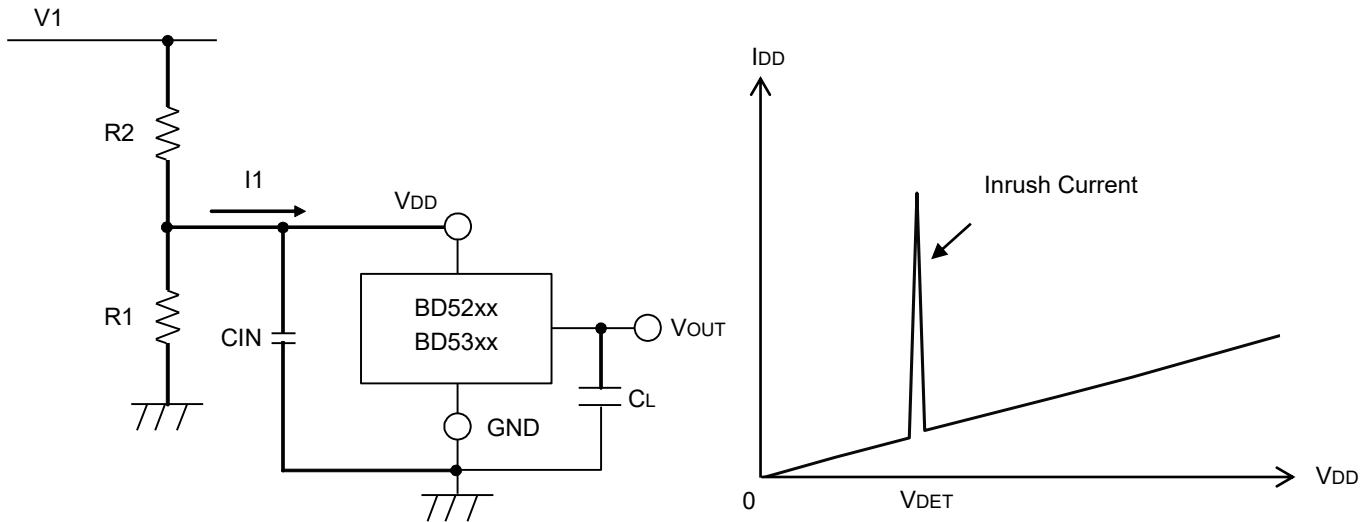 V1
R2
I1
VDD
R1
CIN
BD52xx
BD53xx
VOUT
CL
GND
IDD
Inrush Current
0
VDET
VDD